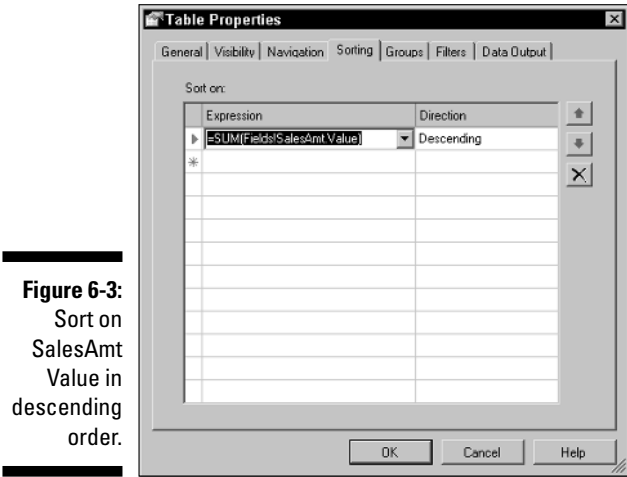 Table Properties
General Visibility Navigation Sorting Groups Filters Data Output
Sort on:
Expression Direction
=SUM(Fields!SalesAmt.Value) Descending
OK Cancel Help
Figure 6-3:
Sort on
SalesAmt
Value in
descending
order.